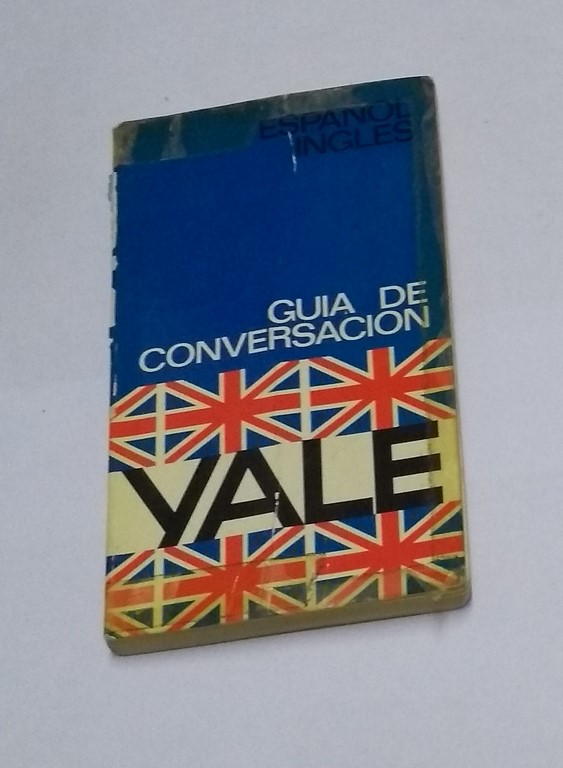 ESPAÑOL
INGLES
GUIA DE
CONVERSACION
YALE